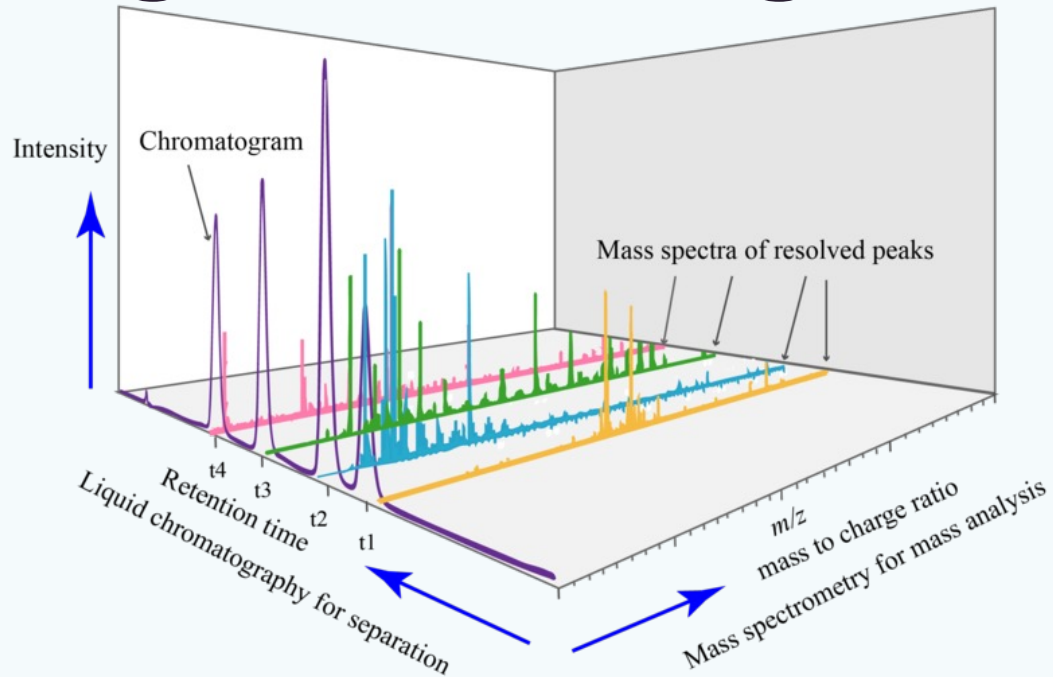 Intensity
Chromatogram
Mass spectra of resolved peaks
t4
t3
t2
t1
Retention time
Liquid chromatography for separation
m/z
mass to charge ratio
Mass spectrometry for mass analysis